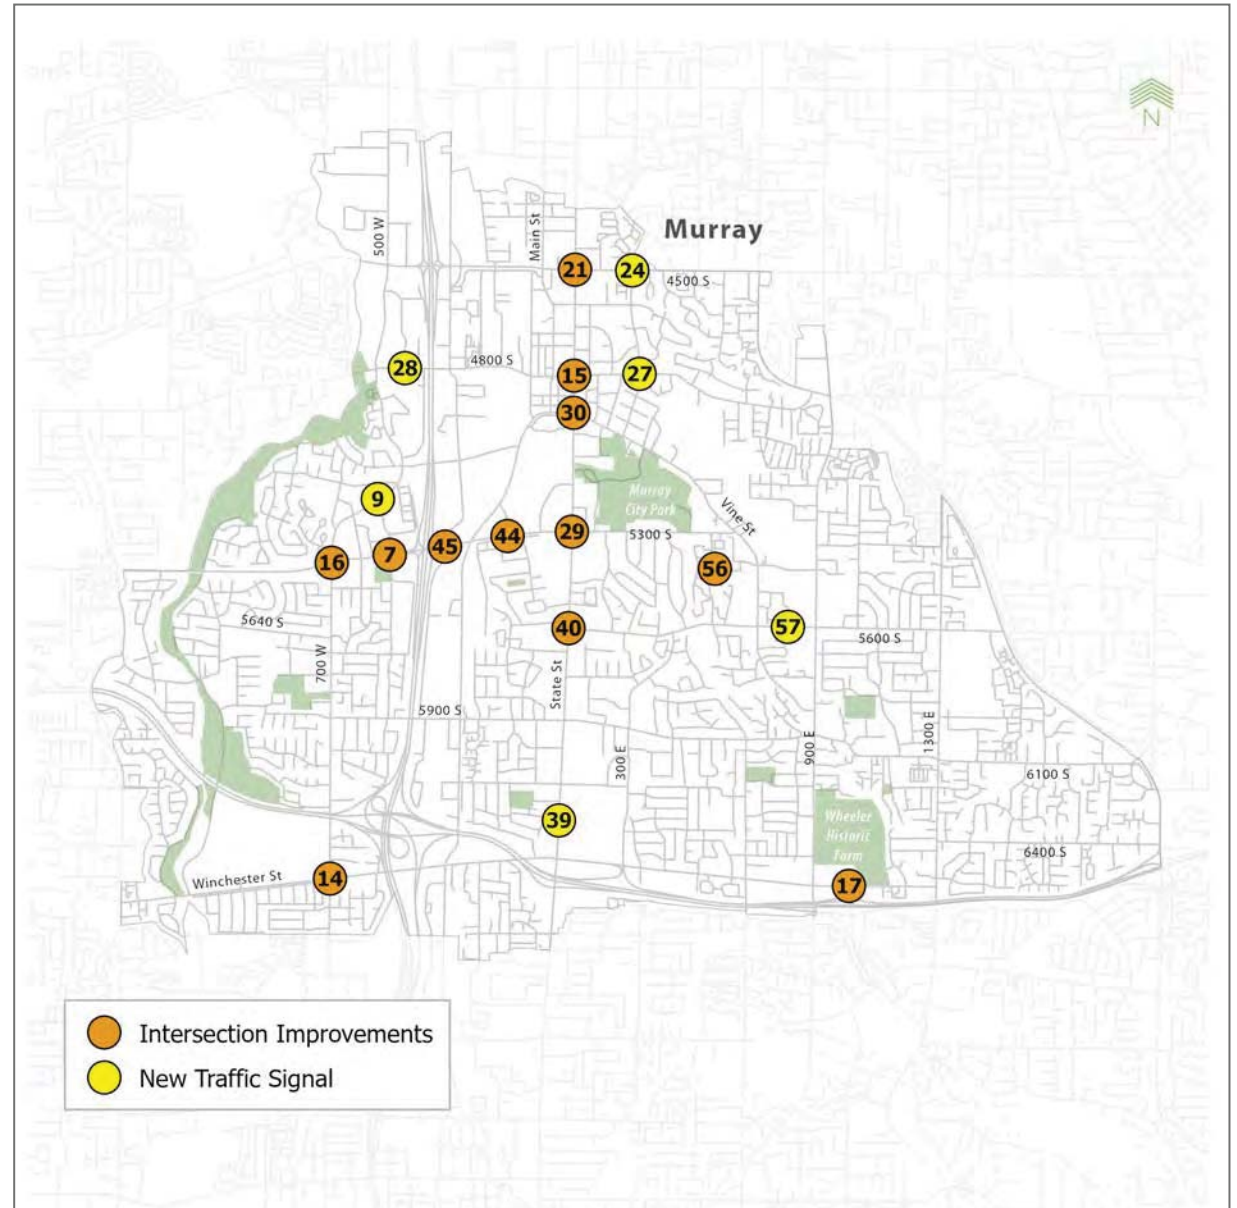 N
Murray
500 W
Main St
21
24
4500 S
28
4800 S
15
27
30
9
Murray
City Park
Vine St
29
5300 S
44
45
7
16
56
5640 S
40
57
5600 S
700 W
State St
5900 S
300 E
900 E
1300 E
6100 S
39
Wheeler
Historic
Farm
6400 S
Winchester St
14
17
Intersection Improvements
New Traffic Signal